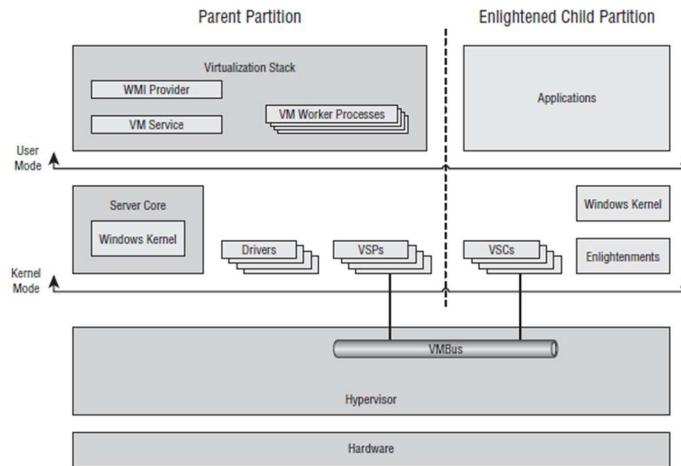 Parent Partition
Enlightened Child Partition
Virtualization Stack
WMI Provider
VM Service
VM Worker Processes
Applications
User
Mode
Server Core
Windows Kernel
Drivers
VSPs
VSCs
Windows Kernel
Enlightenments
Kernel
Mode
VMBus
Hypervisor
Hardware